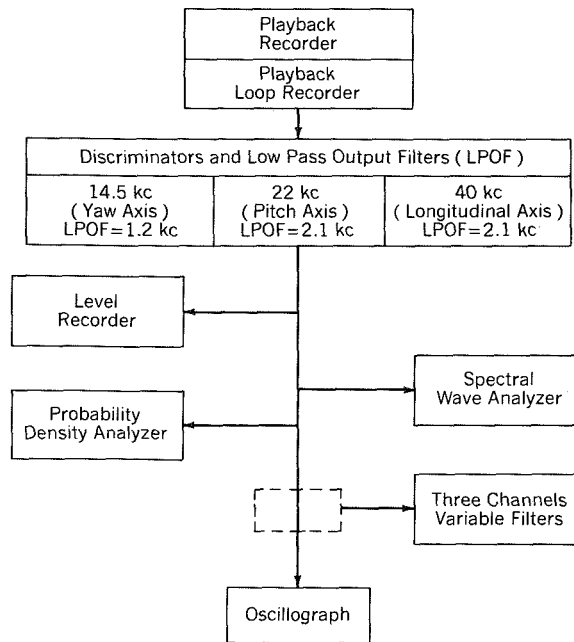 Playback
Recorder
Playback
Loop Recorder
Discriminators and Low Pass Output Filters ( LPOF )
14.5 kc
( Yaw Axis )
LPOF=1.2 kc
22 kc
( Pitch Axis )
LPOF=2.1 kc
40 kc
( Longitudinal Axis )
LPOF=2.1 kc
Level
Recorder
Spectral
Wave Analyzer
Probability
Density Analyzer
Three Channels
Variable Filters
Oscillograph